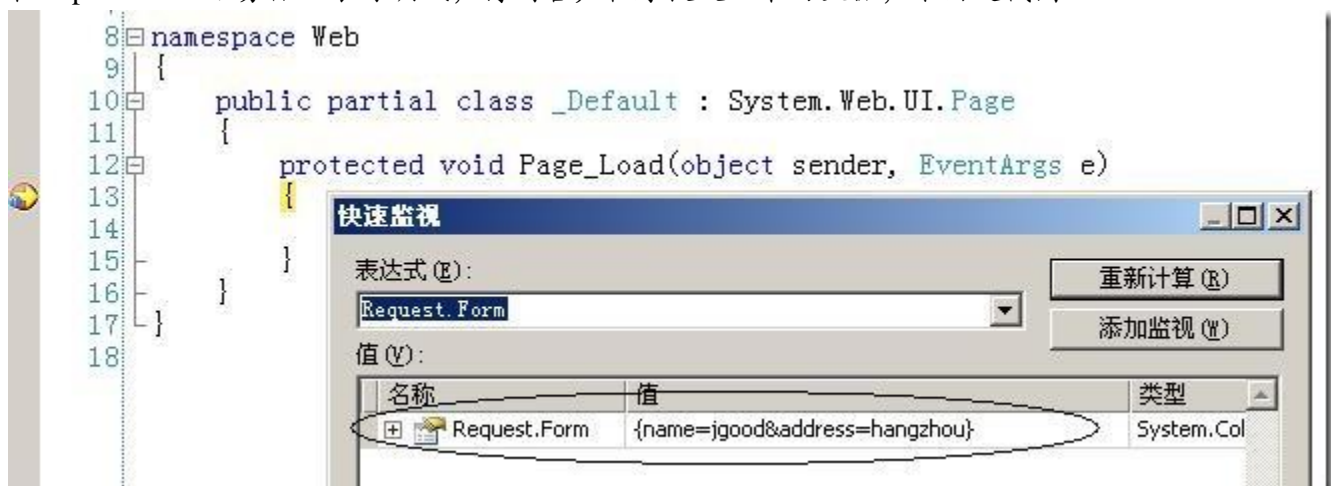 8 namespace Web
9 {
10 public partial class _Default : System.Web.UI.Page
11 {
12 protected void Page_Load(object sender, EventArgs e)
13 {
14
15 }
16 }
17 }
18
快速监视
表达式(E):
重新计算(R)
Request.Form
添加监视(W)
值(V):
名称 值 类型
Request.Form {name=jgood&address=hangzhou} System.Col